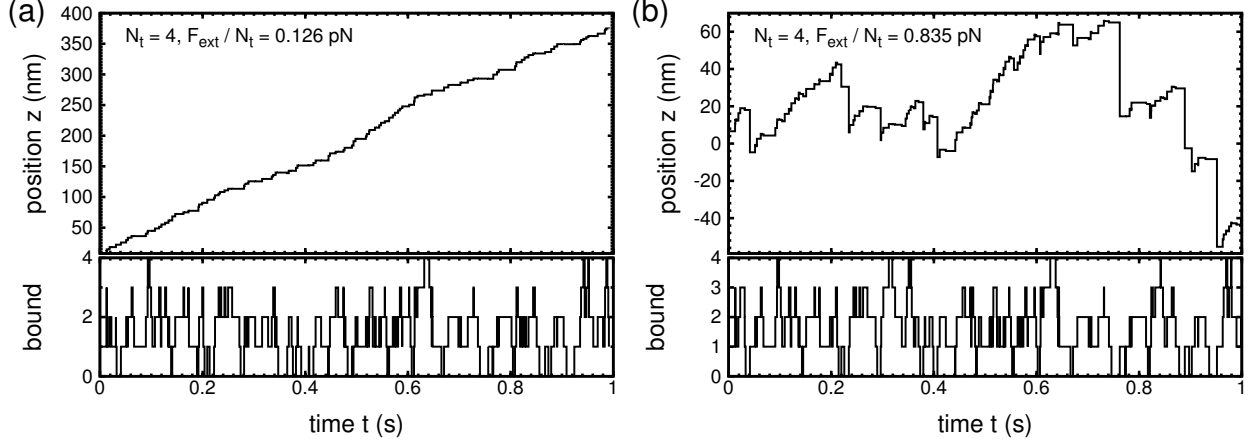 (a)
N_t = 4, F_ext / N_t = 0.126 pN
position z (nm)
400
350
300
250
200
150
100
50
bound
4
3
2
1
0
0 0.2 0.4 0.6 0.8 1
time t (s)
(b)
N_t = 4, F_ext / N_t = 0.835 pN
position z (nm)
60
40
20
0
-20
-40
bound
4
3
2
1
0
0 0.2 0.4 0.6 0.8 1
time t (s)